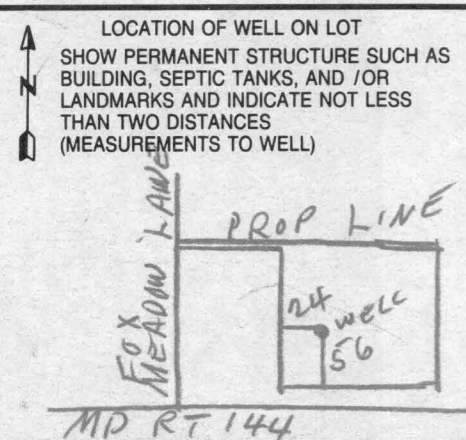 LOCATION OF WELL ON LOT
SHOW PERMANENT STRUCTURE SUCH AS
BUILDING, SEPTIC TANKS, AND /OR
LANDMARKS AND INDICATE NOT LESS
THAN TWO DISTANCES
(MEASUREMENTS TO WELL)
N
FOX
MEADOW LANE
PROP LINE
24
WELL
56
MD RT 144